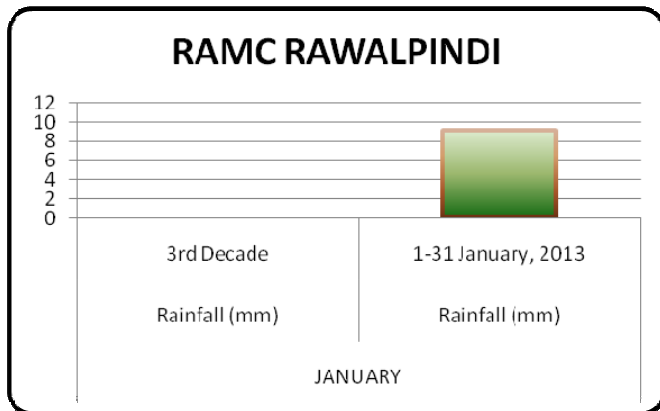 RAMC RAWALPINDI
12
10
8
6
4
2
0
3rd Decade 1-31 January, 2013
Rainfall (mm) Rainfall (mm)
JANUARY